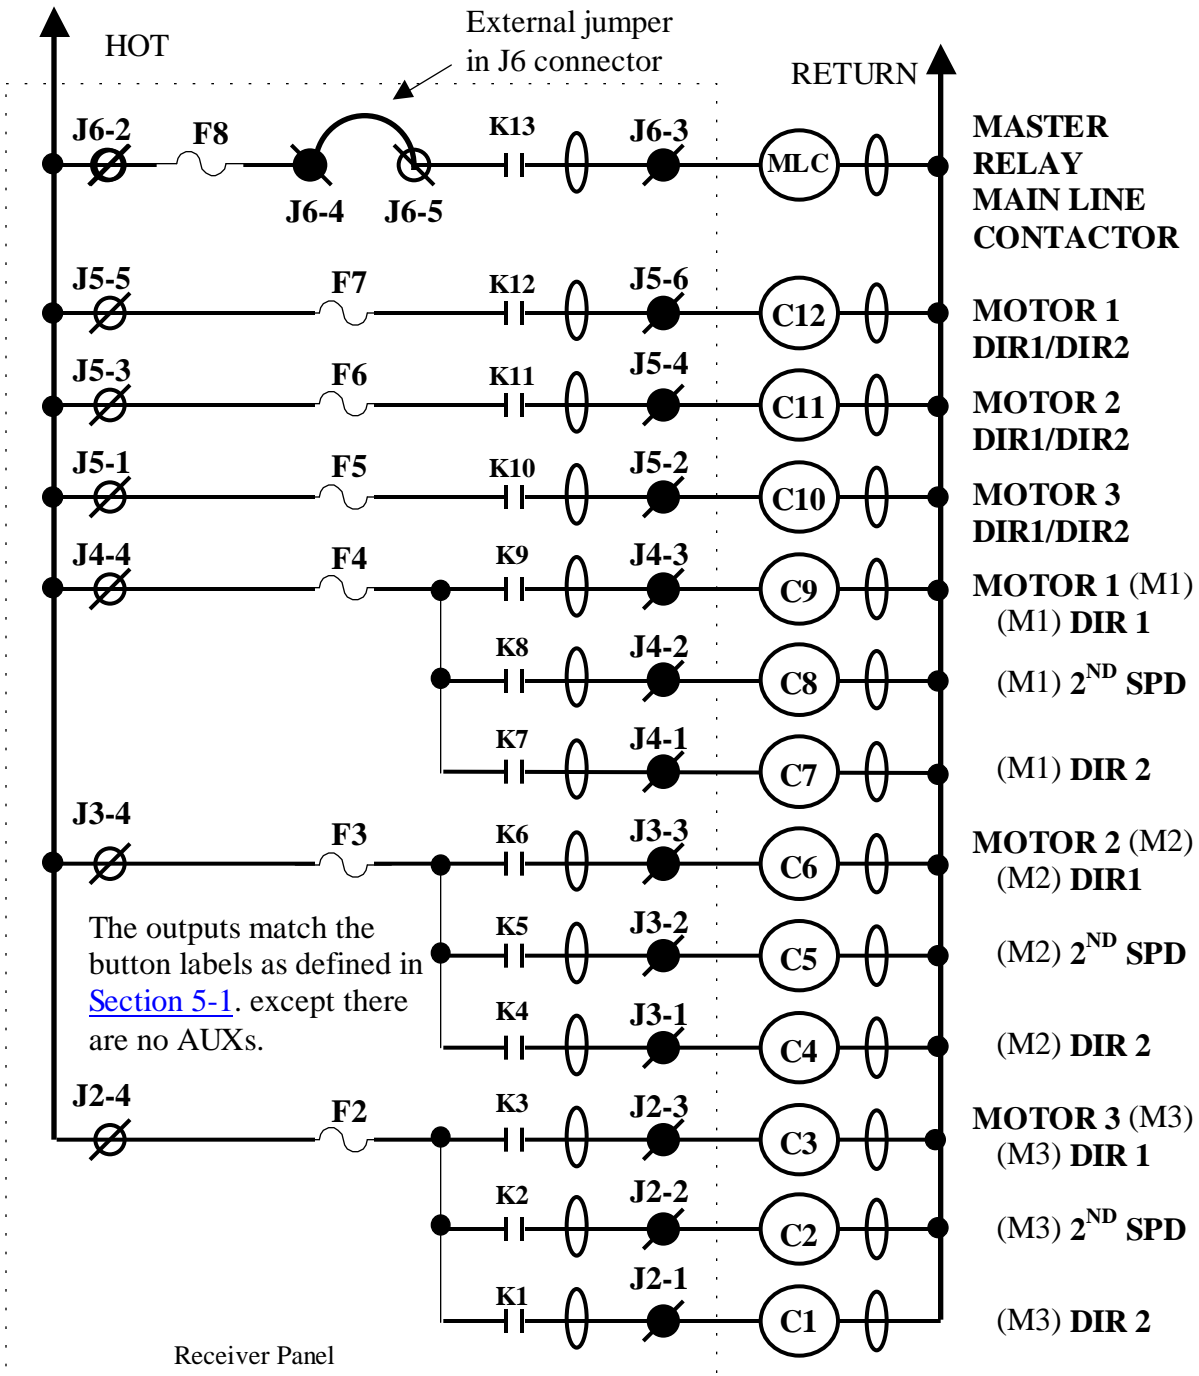 External jumper
in J6 connector
HOT
RETURN
J6-2
F8
K13
J6-3
MLC
J6-4
J6-5
MASTER
RELAY
MAIN LINE
CONTACTOR
J5-5
F7
K12
J5-6
C12
MOTOR 1
DIR1/DIR2
J5-3
F6
K11
J5-4
C11
MOTOR 2
DIR1/DIR2
J5-1
F5
K10
J5-2
C10
MOTOR 3
DIR1/DIR2
J4-4
F4
K9
J4-3
C9
MOTOR 1 (M1)
(M1) DIR 1
K8
J4-2
C8
(M1) 2ND SPD
K7
J4-1
C7
(M1) DIR 2
J3-4
F3
K6
J3-3
C6
MOTOR 2 (M2)
(M2) DIR1
The outputs match the
button labels as defined in
Section 5-1. except there
are no AUXs.
K5
J3-2
C5
(M2) 2ND SPD
K4
J3-1
C4
(M2) DIR 2
J2-4
F2
K3
J2-3
C3
MOTOR 3 (M3)
(M3) DIR 1
K2
J2-2
C2
(M3) 2ND SPD
K1
J2-1
C1
(M3) DIR 2
Receiver Panel